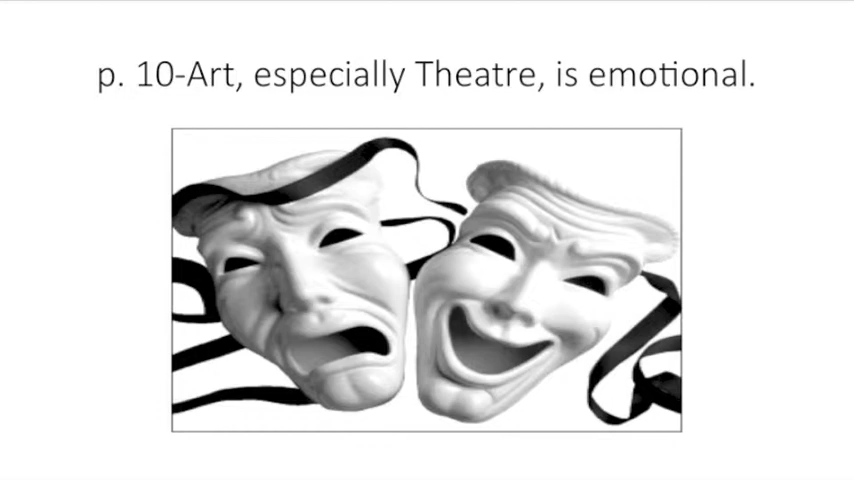 p. 10-Art, especially Theatre, is emotional.